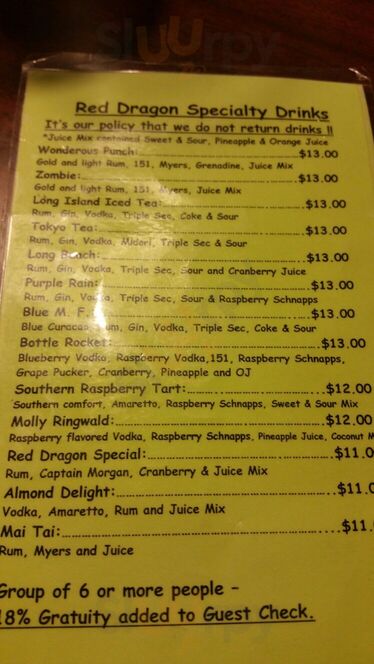 sluurpy
Red Dragon Specialty Drinks
It's our policy that we do not return drinks !!
*Juice Mix contained Sweet & Sour, Pineapple & Orange Juice
Wonderous Punch:..............................$13.00
Gold and light Rum, 151, Myers, Grenadine, Juice Mix
Zombie:..............................$13.00
Gold and light Rum, 151, Myers, Juice Mix
Long Island Iced Tea:..............................$13.00
Rum, Gin, Vodka, Triple Sec, Coke & Sour
Tokyo Tea:..............................$13.00
Rum, Gin, Vodka, Midori, Triple Sec & Sour
Long Beach:..............................$13.00
Rum, Gin, Vodka, Triple Sec, Sour and Cranberry Juice
Purple Rain:..............................$13.00
Rum, Gin, Vodka, Triple Sec, Sour & Raspberry Schnapps
Blue M. F.:..............................$13.00
Blue Curacao, Rum, Gin, Vodka, Triple Sec, Coke & Sour
Bottle Rocket:..............................$13.00
Blueberry Vodka, Raspberry Vodka,151, Raspberry Schnapps,
Grape Pucker, Cranberry, Pineapple and OJ
Southern Raspberry Tart:..............................$12.00
Southern comfort, Amaretto, Raspberry Schnapps, Sweet & Sour Mix
Molly Ringwald:..............................$12.00
Raspberry flavored Vodka, Raspberry Schnapps, Pineapple Juice, Coconut M
Red Dragon Special:..............................$11.0
Rum, Captain Morgan, Cranberry & Juice Mix
Almond Delight:..............................$11.0
Vodka, Amaretto, Rum and Juice Mix
Mai Tai:..............................$11.
Rum, Myers and Juice
Group of 6 or more people -
18% Gratuity added to Guest Check.